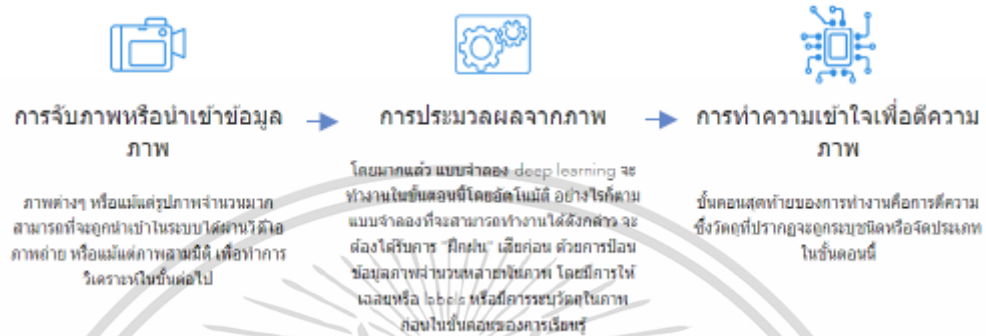 การจับภาพหรือนำเข้าข้อมูล
ภาพ
ภาพต่างๆ หรือแม้แต่รูปภาพจำนวนมาก
สามารถที่จะถูกนำเข้าในระบบได้ผ่านวิดีโอ
ภาพถ่าย หรือแม้แต่ภาพสามมิติ เพื่อทำการ
วิเคราะห์ในขั้นต่อไป
การประมวลผลจากภาพ
โดยมากแล้ว แบบจำลอง deep learning จะ
ทำงานในขั้นตอนนี้โดยอัตโนมัติ อย่างไรก็ตาม
แบบจำลองที่จะสามารถทำงานได้ดังกล่าว จะ
ต้องได้รับการ "ฝึกฝน" เสียก่อน ด้วยการป้อน
ข้อมูลภาพจำนวนหลายพันภาพ โดยมีการให้
เฉลยหรือ labels หรือมีการระบุวัตถุในภาพ
ก่อนในขั้นตอนของการเรียนรู้
การทำความเข้าใจเพื่อตีความ
ภาพ
ขั้นตอนสุดท้ายของการทำงานคือการตีความ
ซึ่งวัตถุที่ปรากฏจะถูกระบุชนิดหรือจัดประเภท
ในขั้นตอนนี้